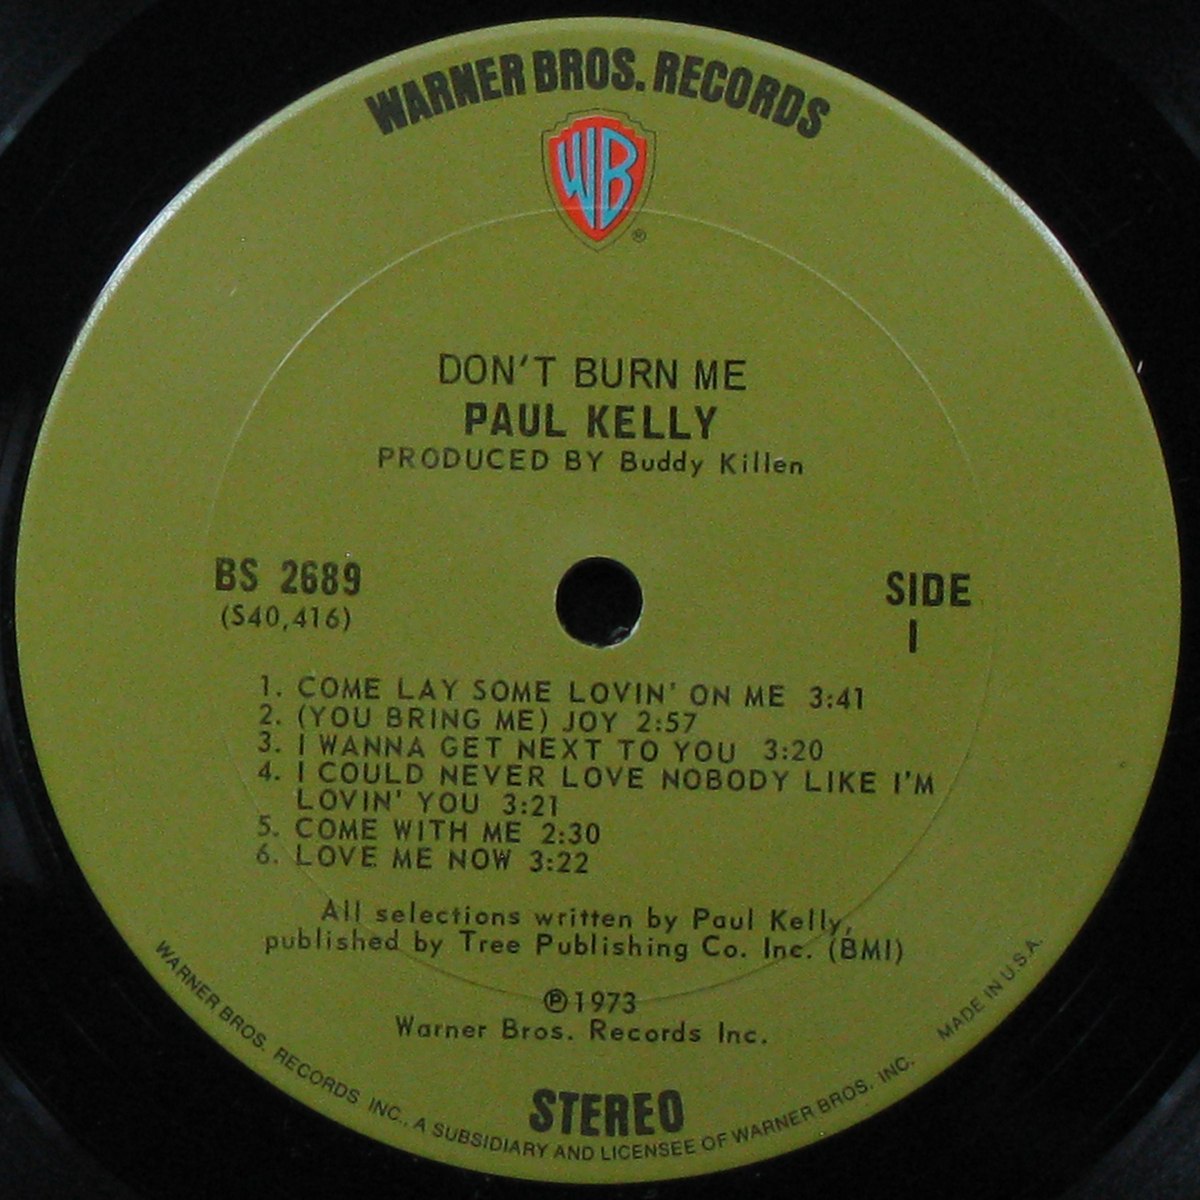 WARNER BROS. RECORDS
WB
®
DON'T BURN ME
PAUL KELLY
PRODUCED BY Buddy Killen
BS 2689
(S40,416)
SIDE
1
1. COME LAY SOME LOVIN' ON ME 3:41
2. (YOU BRING ME) JOY 2:57
3. I WANNA GET NEXT TO YOU 3:20
4. I COULD NEVER LOVE NOBODY LIKE I'M
LOVIN' YOU 3:21
5. COME WITH ME 2:30
6. LOVE ME NOW 3:22
All selections written by Paul Kelly,
published by Tree Publishing Co. Inc. (BMI)
℗1973
Warner Bros. Records Inc.
STEREO
WARNER BROS. RECORDS INC., A SUBSIDIARY AND LICENSEE OF WARNER BROS. INC. MADE IN U.S.A.